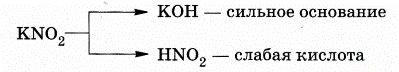 KOH — сильное основание
KNO₂
HNO₂ — слабая кислота